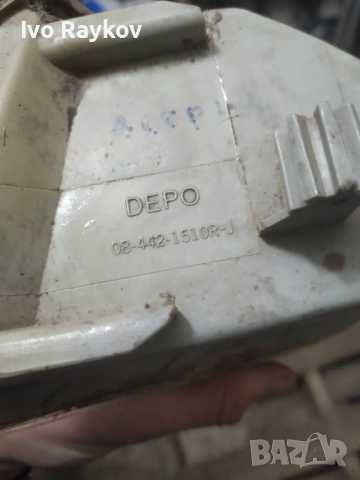 Ivo Raykov
DEPO
08-442-1510R-J
BAZAR